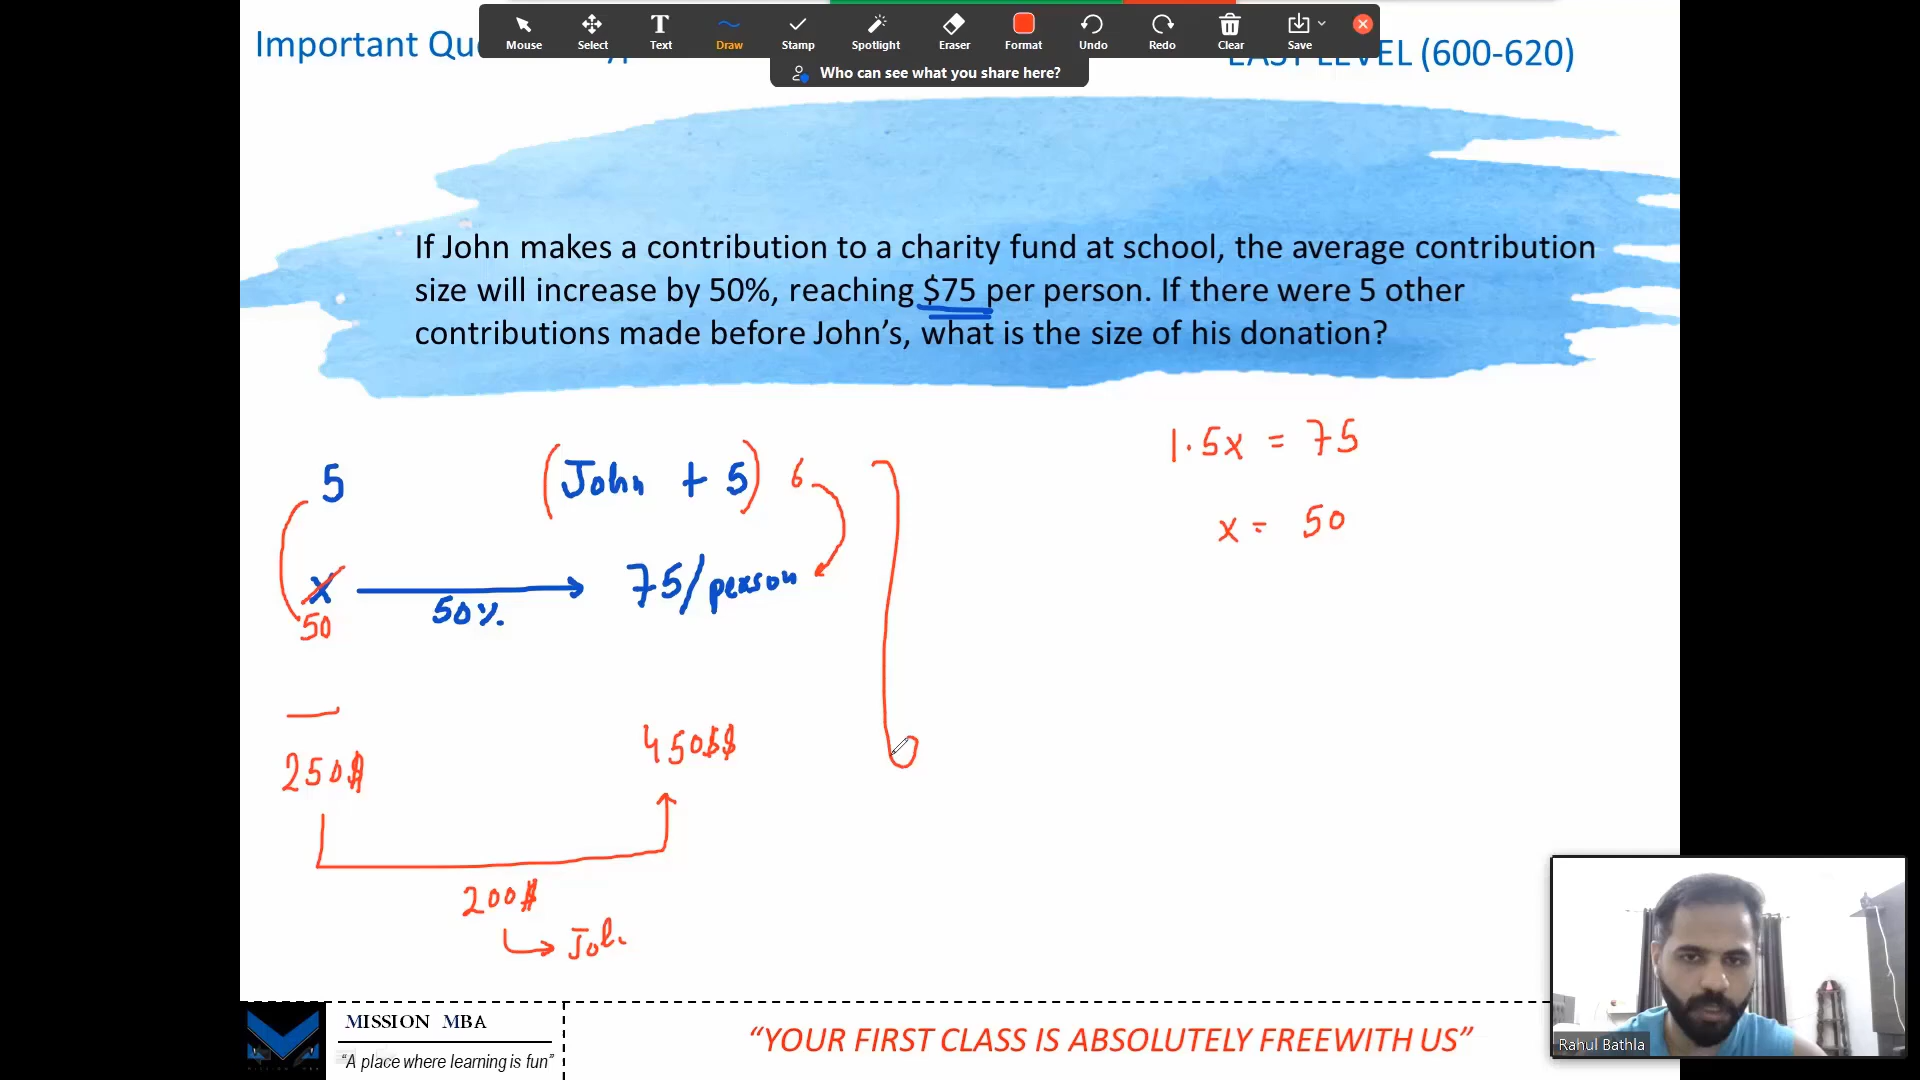 Mouse
Select
Text
Draw
Stamp
Spotlight
Eraser
Format
Undo
Redo
Clear
Save
Who can see what you share here?
Important
LEVEL (600-620)
If John makes a contribution to a charity fund at school, the average contribution
size will increase by 50%, reaching $75 per person. If there were 5 other
contributions made before John’s, what is the size of his donation?
5
(John + 5) 6
1.5x = 75
x = 50
x
50%
75/person
50
250$
450$$
200$
MISSION MBA
“A place where learning is fun”
“YOUR FIRST CLASS IS ABSOLUTELY FREEWITH US”
Rahul Bathla